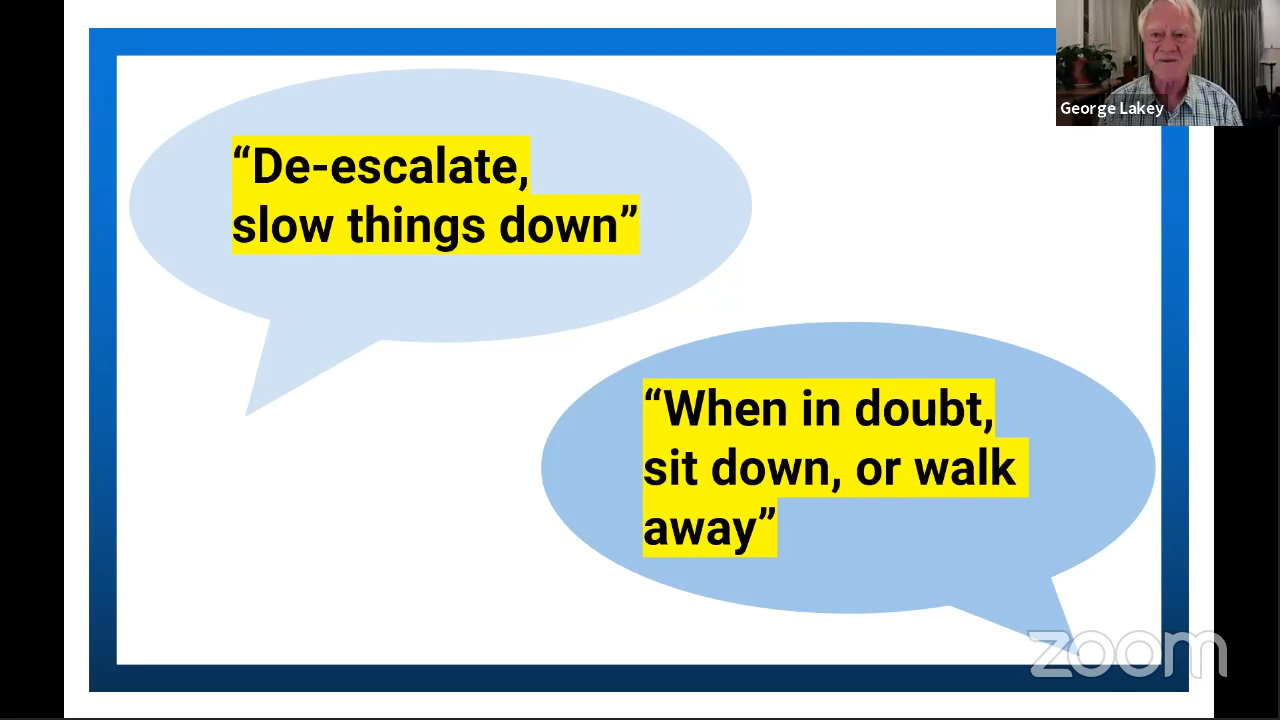 George Lakey
“De-escalate,
slow things down”
“When in doubt,
sit down, or walk
away”
zoom